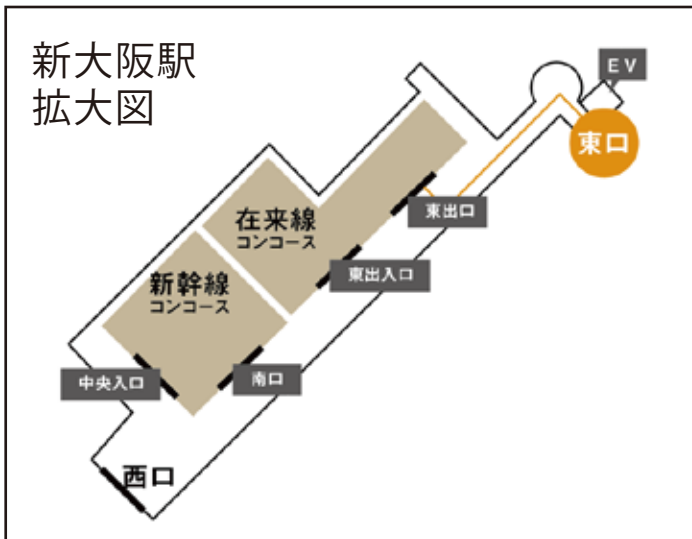 新大阪駅
拡大図
EV
東口
東出口
在来線
コンコース
東出入口
新幹線
コンコース
中央入口
南口
西口